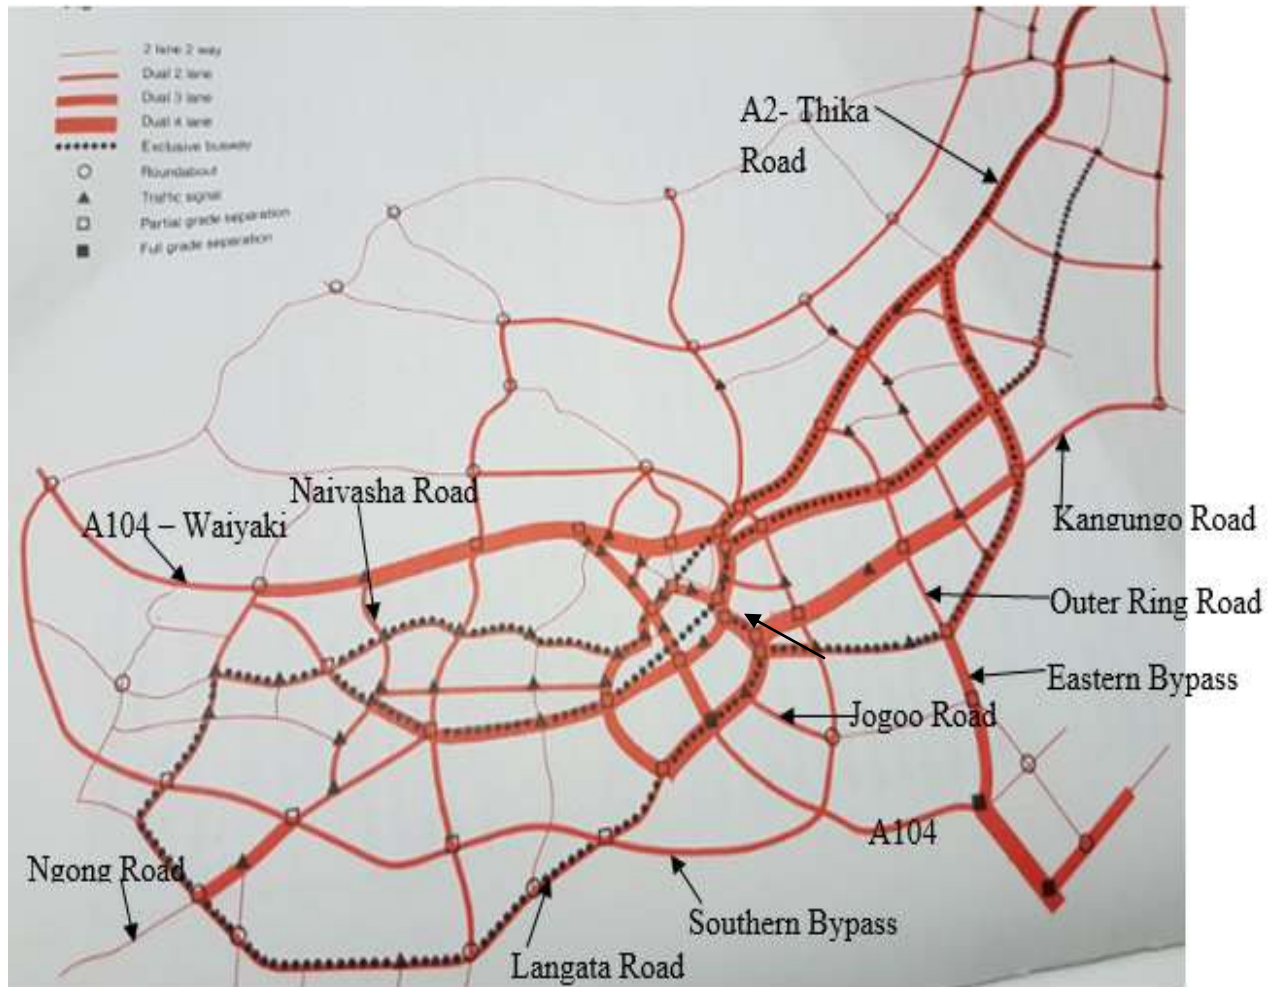 2 lane 2 way
Dual 2 lane
Dual 3 lane
Dual 4 lane
Exclusive busway
Roundabout
Traffic signal
Partial grade separation
Full grade separation
A2- Thika
Road
Naivasha Road
A104 – Waiyaki
Kangungo Road
Outer Ring Road
Eastern Bypass
Jogoo Road
A104
Ngong Road
Southern Bypass
Langata Road